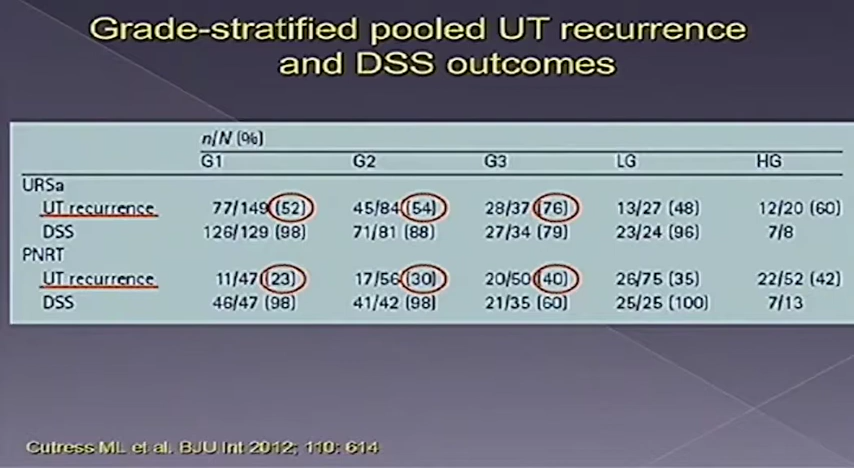 Grade-stratified pooled UT recurrence
and DSS outcomes
n/N (%)
G1 G2 G3 LG HG
URSa
UT recurrence 77/149 (52) 45/84 (54) 28/37 (76) 13/27 (48) 12/20 (60)
DSS 126/129 (98) 71/81 (88) 27/34 (79) 23/24 (96) 7/8
PNRT
UT recurrence 11/47 (23) 17/56 (30) 20/50 (40) 26/75 (35) 22/52 (42)
DSS 46/47 (98) 41/42 (98) 21/35 (60) 25/25 (100) 7/13
Cutress ML et al. BJU Int 2012; 110: 614